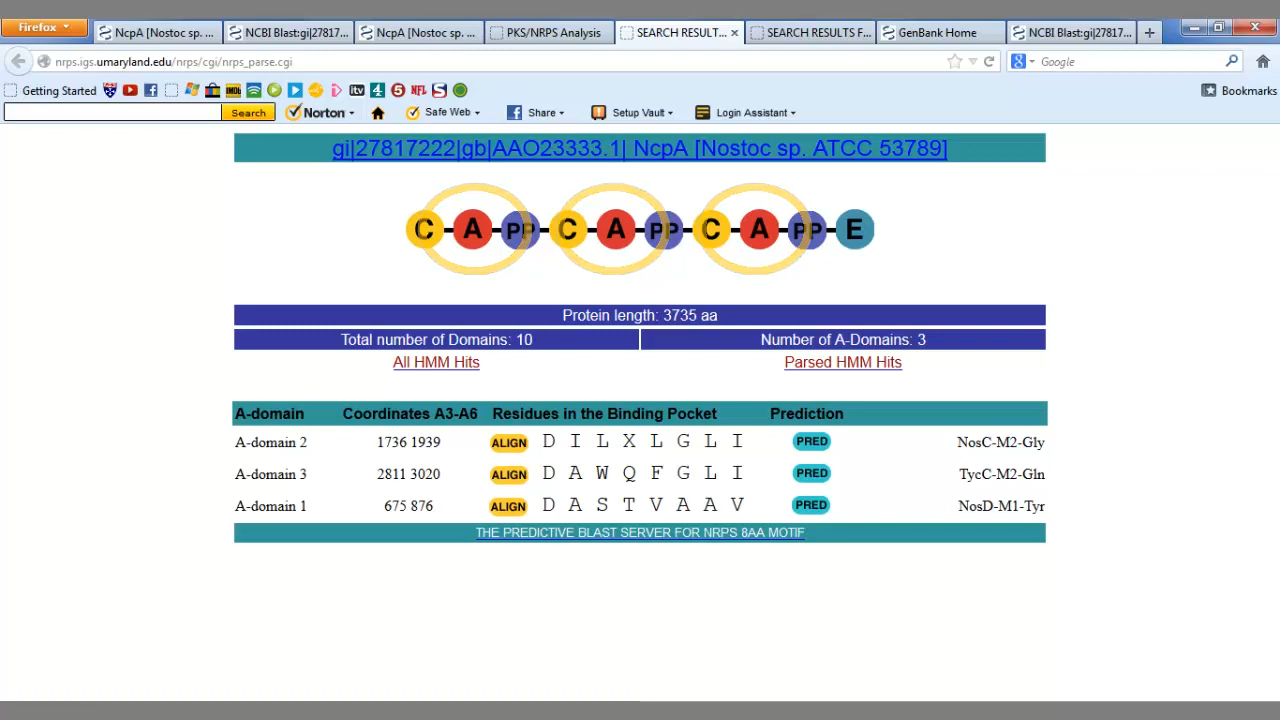 Firefox
NcpA [Nostoc sp. ... NCBI Blast:gi|27817... NcpA [Nostoc sp. ... PKS/NRPS Analysis SEARCH RESULT... × SEARCH RESULTS F... GenBank Home NCBI Blast:gi|27817... +
nrps.igs.umaryland.edu/nrps/cgi/nrps_parse.cgi Google
Getting Started IMDb itv 4 5 NFL S Bookmarks
Search Norton Safe Web Share Setup Vault Login Assistant
gi|27817222|gb|AAO23333.1| NcpA [Nostoc sp. ATCC 53789]
C A PP C A PP C A PP E
Protein length: 3735 aa
Total number of Domains: 10 Number of A-Domains: 3
All HMM Hits Parsed HMM Hits
A-domain Coordinates A3-A6 Residues in the Binding Pocket Prediction
A-domain 2 1736 1939 ALIGN D I L X L G L I PRED NosC-M2-Gly
A-domain 3 2811 3020 ALIGN D A W Q F G L I PRED TycC-M2-Gln
A-domain 1 675 876 ALIGN D A S T V A A V PRED NosD-M1-Tyr
THE PREDICTIVE BLAST SERVER FOR NRPS 8AA MOTIF